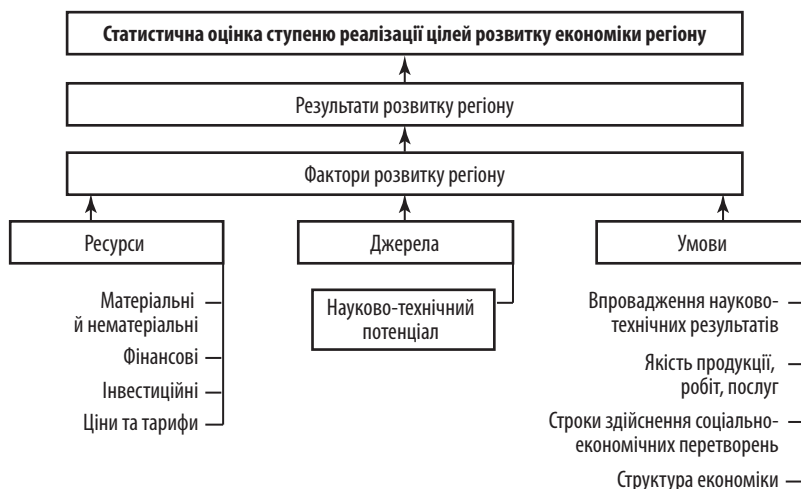 Статистична оцінка ступеню реалізації цілей розвитку економіки регіону
Результати розвитку регіону
Фактори розвитку регіону
Ресурси
Джерела
Умови
Матеріальні
й нематеріальні
Фінансові
Інвестиційні
Ціни та тарифи
Науково-технічний
потенціал
Впровадження науково-
технічних результатів
Якість продукції,
робіт, послуг
Строки здійснення соціально-
економічних перетворень
Структура економіки